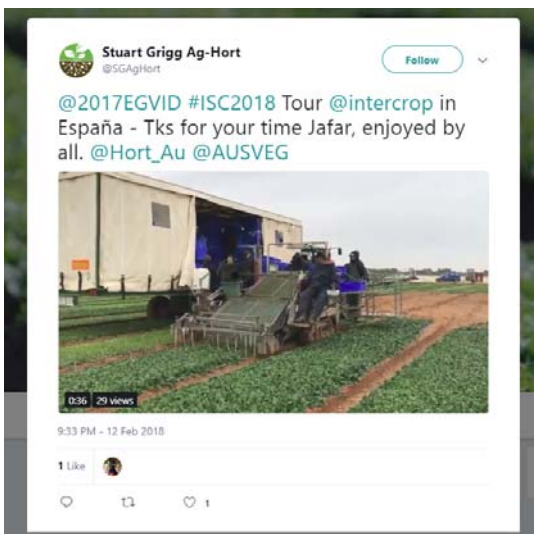 Stuart Grigg Ag-Hort
@SGAgHort
Follow
@2017EGVID #ISC2018 Tour @intercrop in
España - Tks for your time Jafar, enjoyed by
all. @Hort_Au @AUSVEG
0:36 29 views
9:33 PM - 12 Feb 2018
1 Like
1